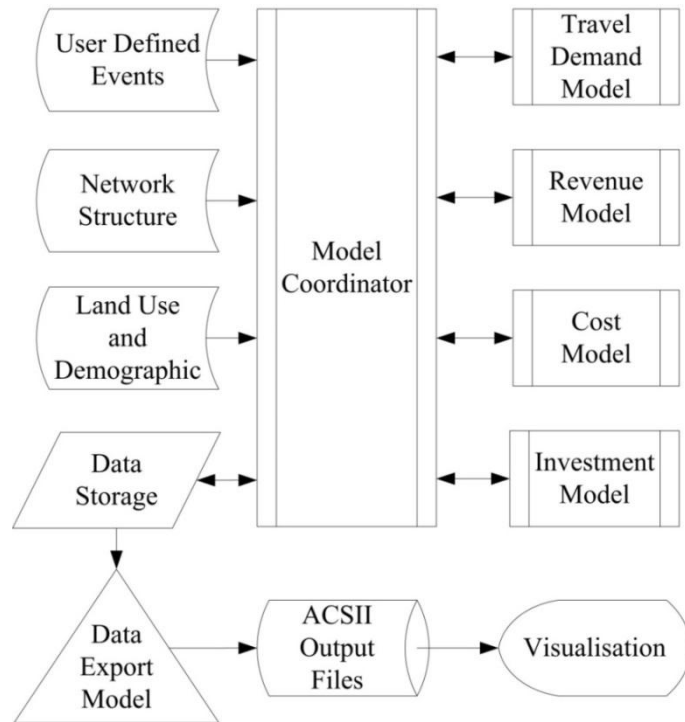 User Defined
Events
Travel
Demand
Model
Network
Structure
Revenue
Model
Model
Coordinator
Land Use
and
Demographic
Cost
Model
Data
Storage
Investment
Model
Data
Export
Model
ACSII
Output
Files
Visualisation